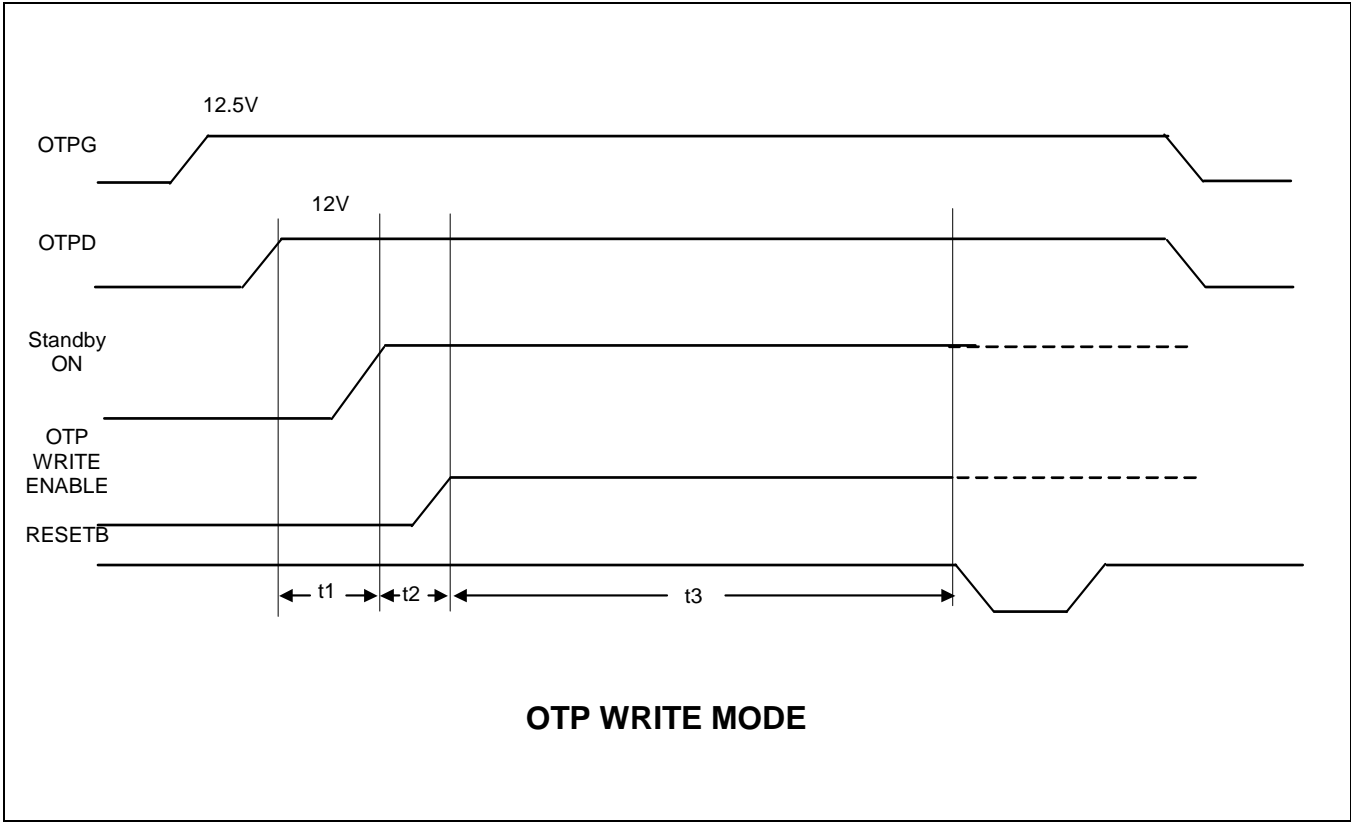 12.5V
OTPG
12V
OTPD
Standby
ON
OTP
WRITE
ENABLE
RESETB
t1
t2
t3
OTP WRITE MODE